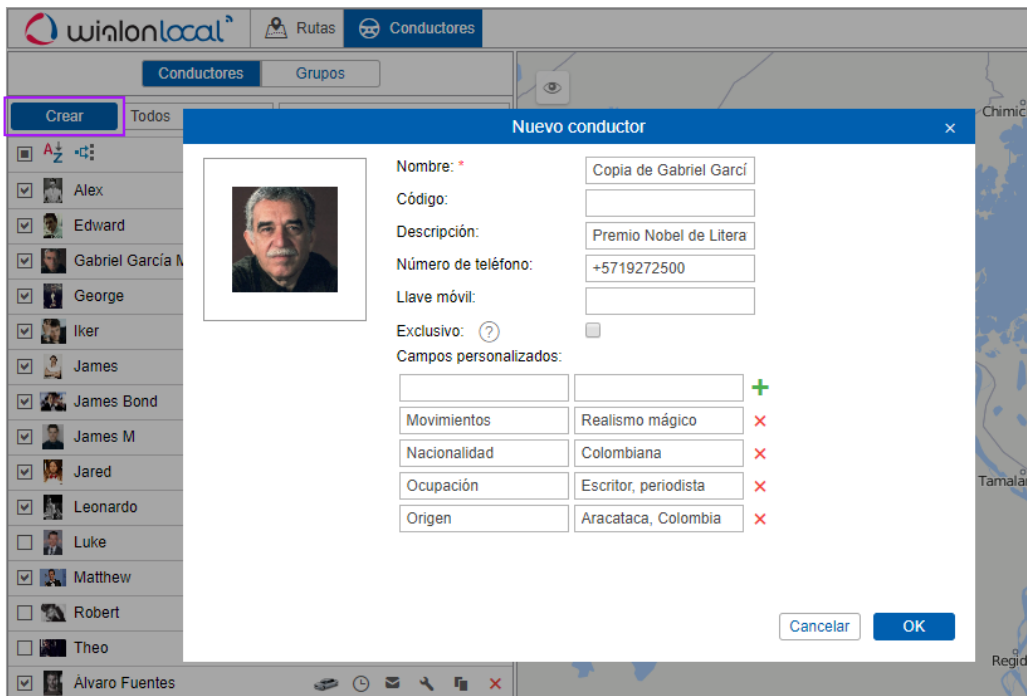 wialon local
Rutas
Conductores
Conductores
Grupos
Crear
Todos
Nuevo conductor
×
Chimic
Nombre: *
Copia de Gabriel Garcí
Código:
Descripción:
Premio Nobel de Litera
Número de teléfono:
+5719272500
Llave móvil:
Exclusivo:
?
Campos personalizados:
Movimientos
Realismo mágico
Nacionalidad
Colombiana
Ocupación
Escritor, periodista
Origen
Aracataca, Colombia
Cancelar
OK
A
Z
Alex
Edward
Gabriel García M
George
Iker
James
James Bond
James M
Jared
Leonardo
Luke
Matthew
Robert
Theo
Álvaro Fuentes
Tamala
Regid